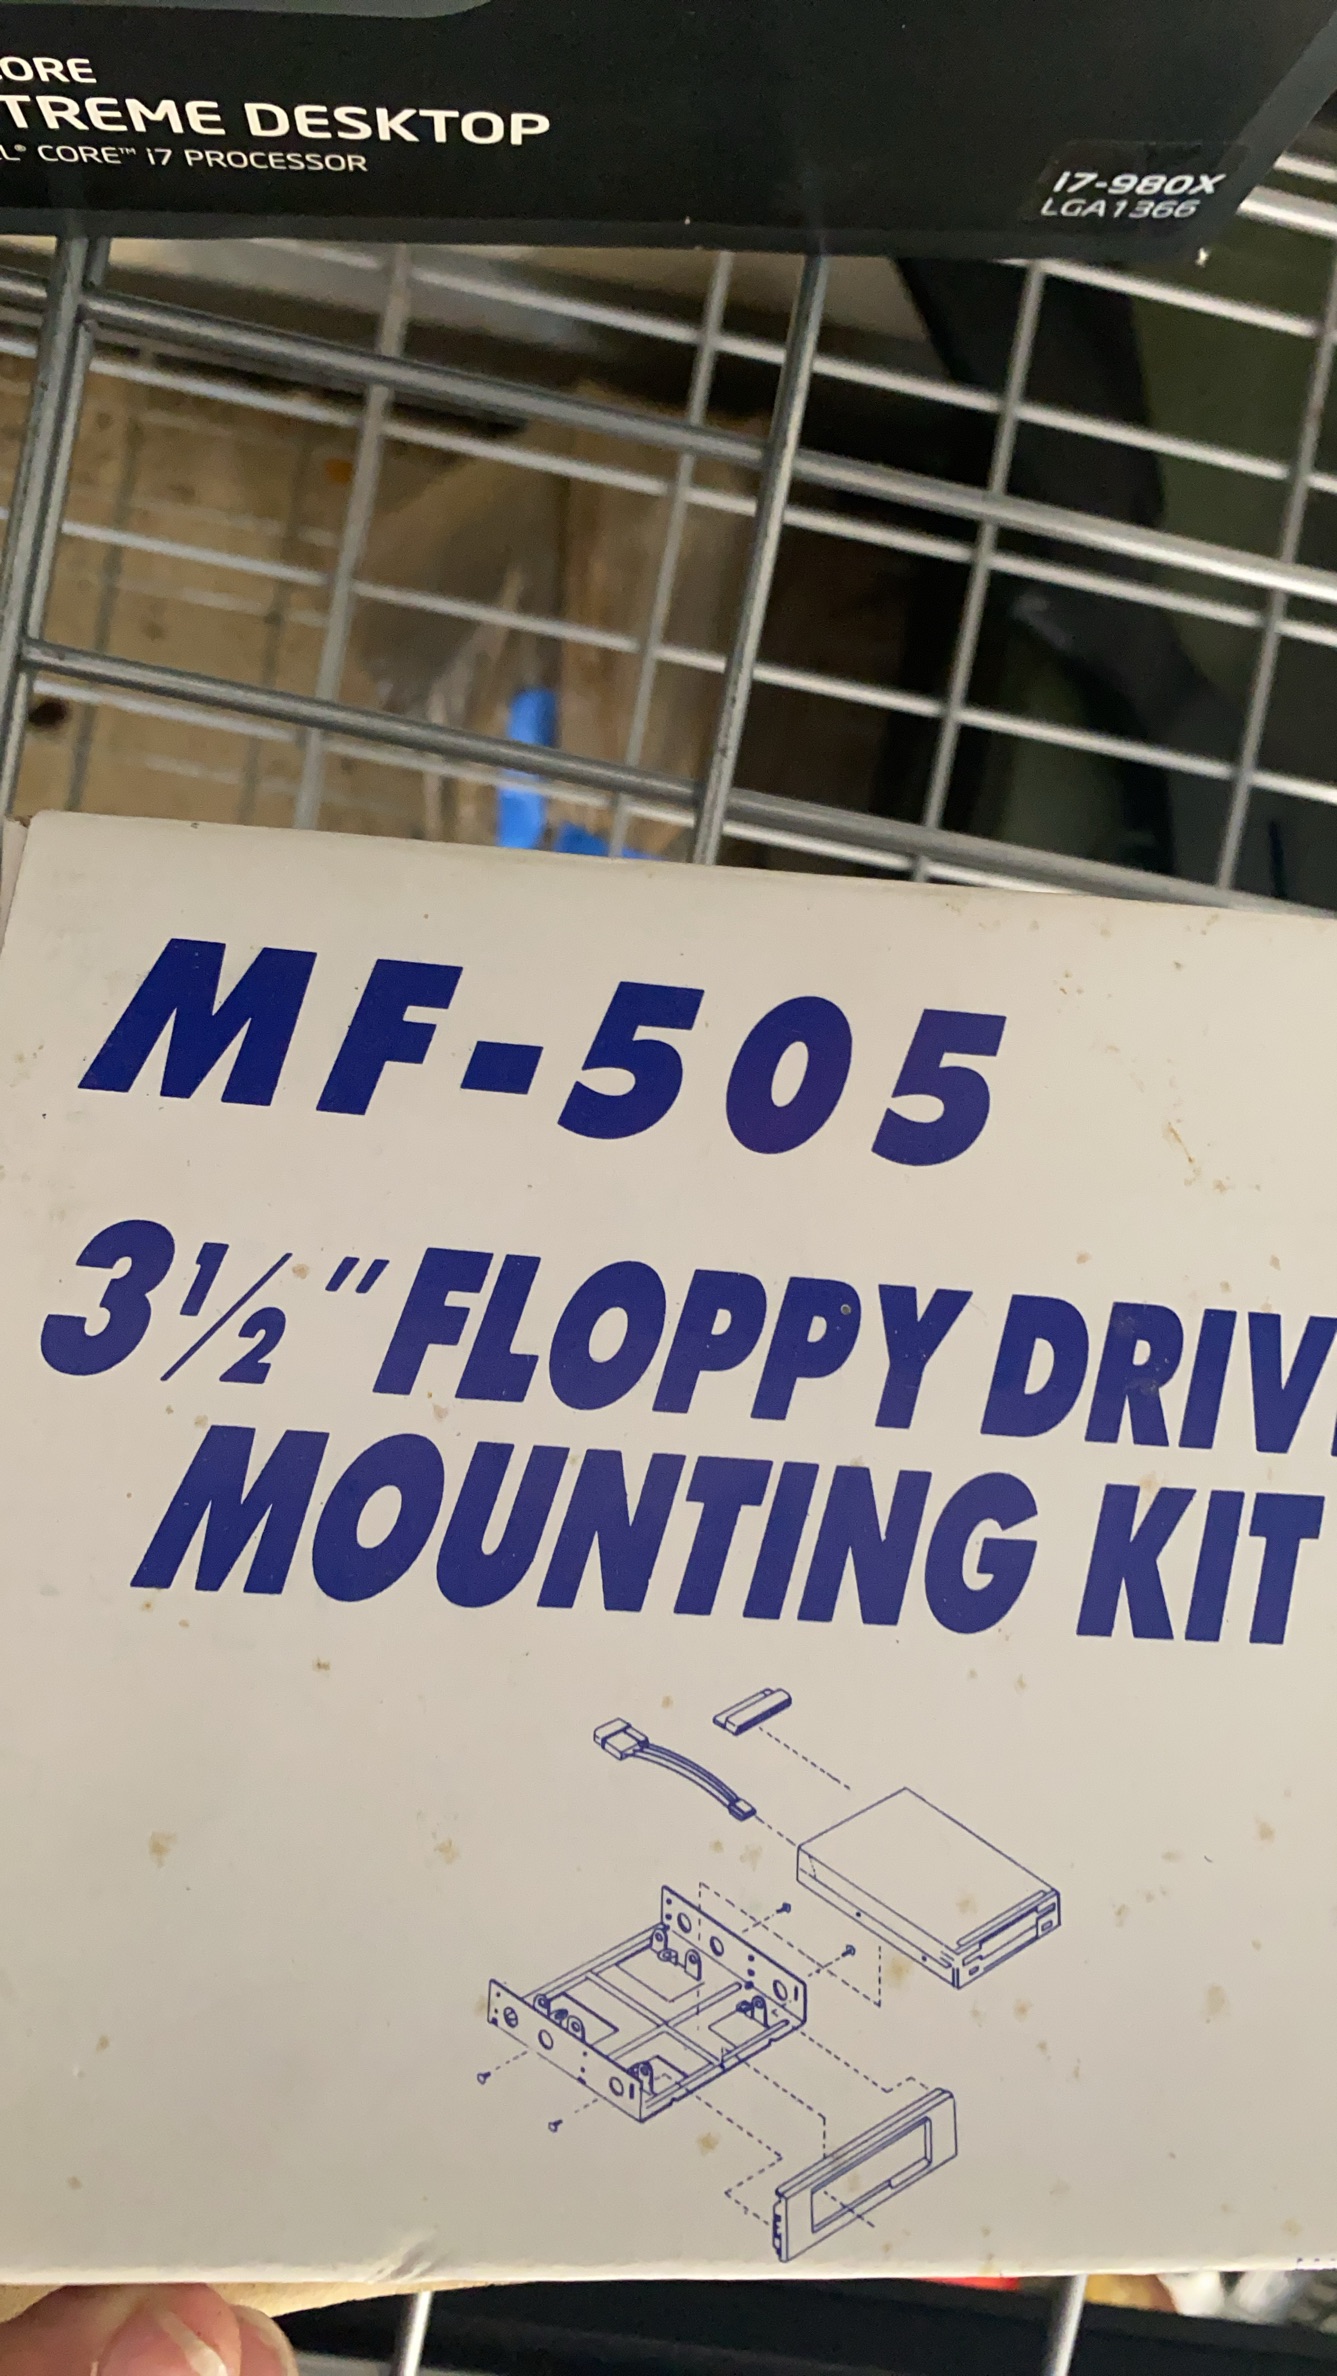 ORE
TREME DESKTOP
L® CORE™ i7 PROCESSOR
i7-980X
LGA1366
MF-505
3½" FLOPPY DRIV
MOUNTING KIT